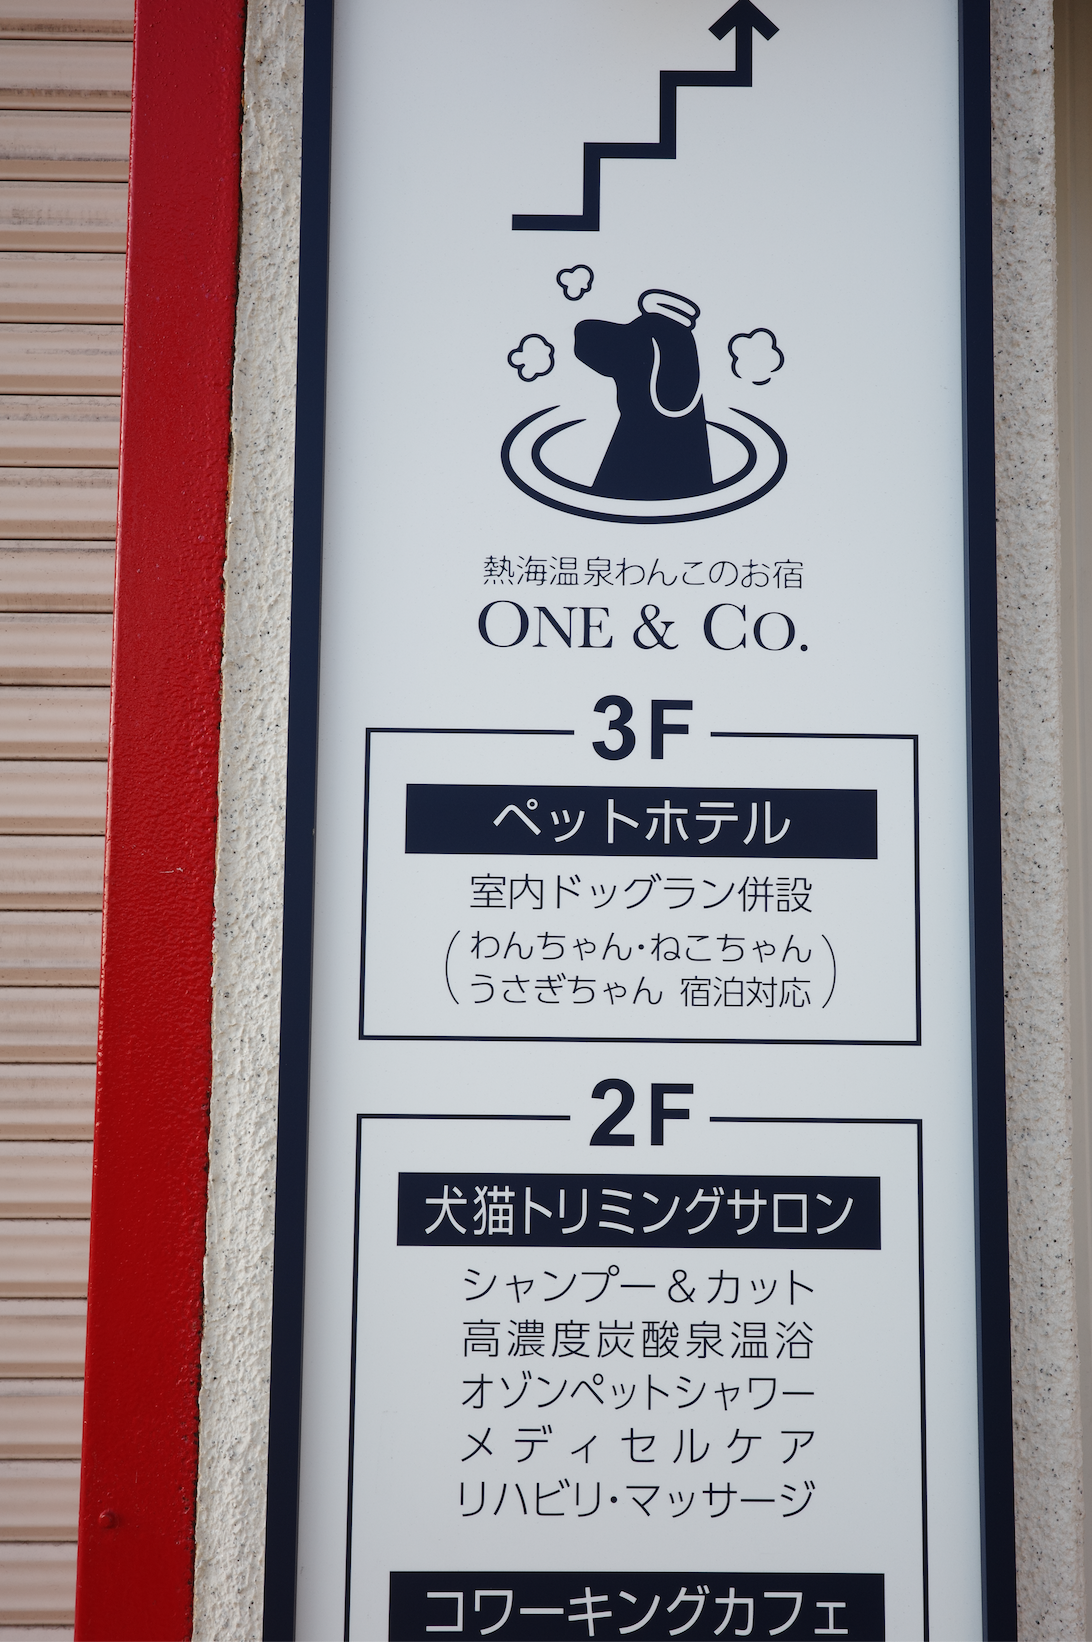 熱海温泉わんこのお宿
ONE & CO.
3F
ペットホテル
室内ドッグラン併設
(わんちゃん・ねこちゃん
うさぎちゃん 宿泊対応)
2F
犬猫トリミングサロン
シャンプー&カット
高濃度炭酸泉温浴
オゾンペットシャワー
メディセルケア
リハビリ・マッサージ
コワーキングカフェ